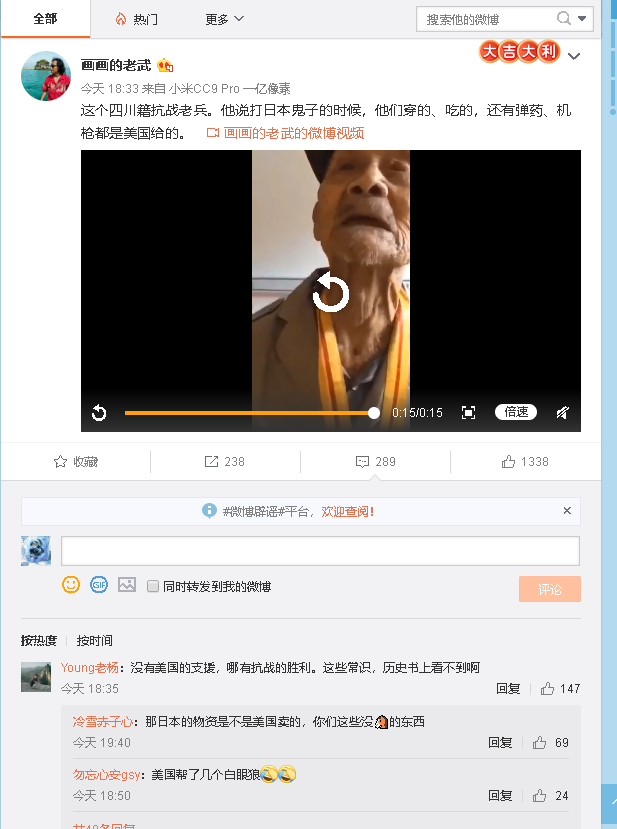 全部
热门
更多
搜索他的微博
大吉大利
画画的老武
今天 18:33 来自 小米CC9 Pro 一亿像素
这个四川籍抗战老兵。他说打日本鬼子的时候，他们穿的、吃的，还有弹药、机
枪都是美国给的。 画画的老武的微博视频
0:15/0:15
倍速
收藏
238
289
1338
#微博辟谣#平台，欢迎查阅！
GIF
同时转发到我的微博
评论
按热度
按时间
Young老杨：没有美国的支援，哪有抗战的胜利。这些常识，历史书上看不到啊
今天 18:35
回复
147
冷雪赤子心：那日本的物资是不是美国卖的，你们这些没的东西
今天 19:40
回复
69
勿忘心安gsy：美国帮了几个白眼狼
今天 18:50
回复
24